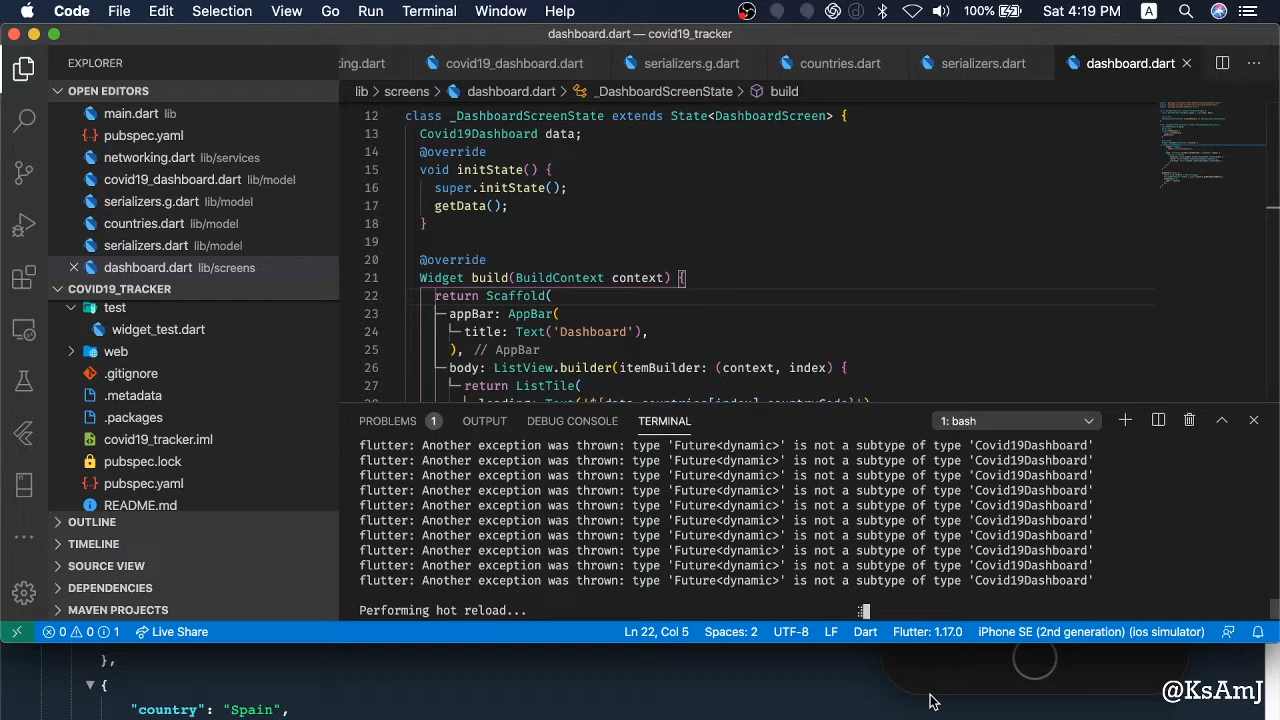 Code File Edit Selection View Go Run Terminal Window Help 100% Sat 4:19 PM A
dashboard.dart — covid19_tracker
EXPLORER
king.dart covid19_dashboard.dart serializers.g.dart countries.dart serializers.dart dashboard.dart
OPEN EDITORS
main.dart lib
pubspec.yaml
networking.dart lib/services
covid19_dashboard.dart lib/model
serializers.g.dart lib/model
countries.dart lib/model
serializers.dart lib/model
dashboard.dart lib/screens
COVID19_TRACKER
test
widget_test.dart
web
.gitignore
.metadata
.packages
covid19_tracker.iml
pubspec.lock
pubspec.yaml
README.md
OUTLINE
TIMELINE
SOURCE VIEW
DEPENDENCIES
MAVEN PROJECTS
lib > screens > dashboard.dart > _DashboardScreenState > build
12 class _DashboardScreenState extends State<DashboardScreen> {
13 Covid19Dashboard data;
14 @override
15 void initState() {
16 super.initState();
17 getData();
18 }
19
20 @override
21 Widget build(BuildContext context) {
22 return Scaffold(
23 appBar: AppBar(
24 title: Text('Dashboard'),
25 ), // AppBar
26 body: ListView.builder(itemBuilder: (context, index) {
27 return ListTile(
28 leading: Text('${data.countries[index].countryCode}')
PROBLEMS 1 OUTPUT DEBUG CONSOLE TERMINAL 1: bash
flutter: Another exception was thrown: type 'Future<dynamic>' is not a subtype of type 'Covid19Dashboard'
flutter: Another exception was thrown: type 'Future<dynamic>' is not a subtype of type 'Covid19Dashboard'
flutter: Another exception was thrown: type 'Future<dynamic>' is not a subtype of type 'Covid19Dashboard'
flutter: Another exception was thrown: type 'Future<dynamic>' is not a subtype of type 'Covid19Dashboard'
flutter: Another exception was thrown: type 'Future<dynamic>' is not a subtype of type 'Covid19Dashboard'
flutter: Another exception was thrown: type 'Future<dynamic>' is not a subtype of type 'Covid19Dashboard'
flutter: Another exception was thrown: type 'Future<dynamic>' is not a subtype of type 'Covid19Dashboard'
flutter: Another exception was thrown: type 'Future<dynamic>' is not a subtype of type 'Covid19Dashboard'
flutter: Another exception was thrown: type 'Future<dynamic>' is not a subtype of type 'Covid19Dashboard'
flutter: Another exception was thrown: type 'Future<dynamic>' is not a subtype of type 'Covid19Dashboard'
Performing hot reload...
0 0 1 Live Share Ln 22, Col 5 Spaces: 2 UTF-8 LF Dart Flutter: 1.17.0 iPhone SE (2nd generation) (ios simulator)
},
{
"country": "Spain",
@KsAmJ